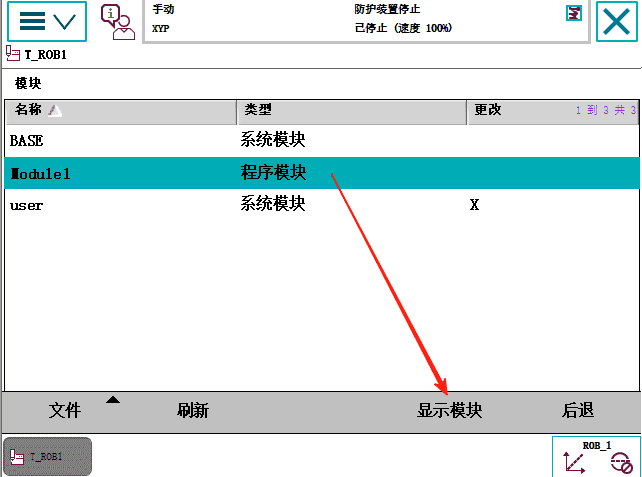 手动
防护装置停止
XYP
已停止 (速度 100%)
T_ROB1
模块
名称
类型
更改
1 到 3 共 3
BASE
系统模块
Module1
程序模块
user
系统模块
X
文件
刷新
显示模块
后退
T_ROB1
ROB_1